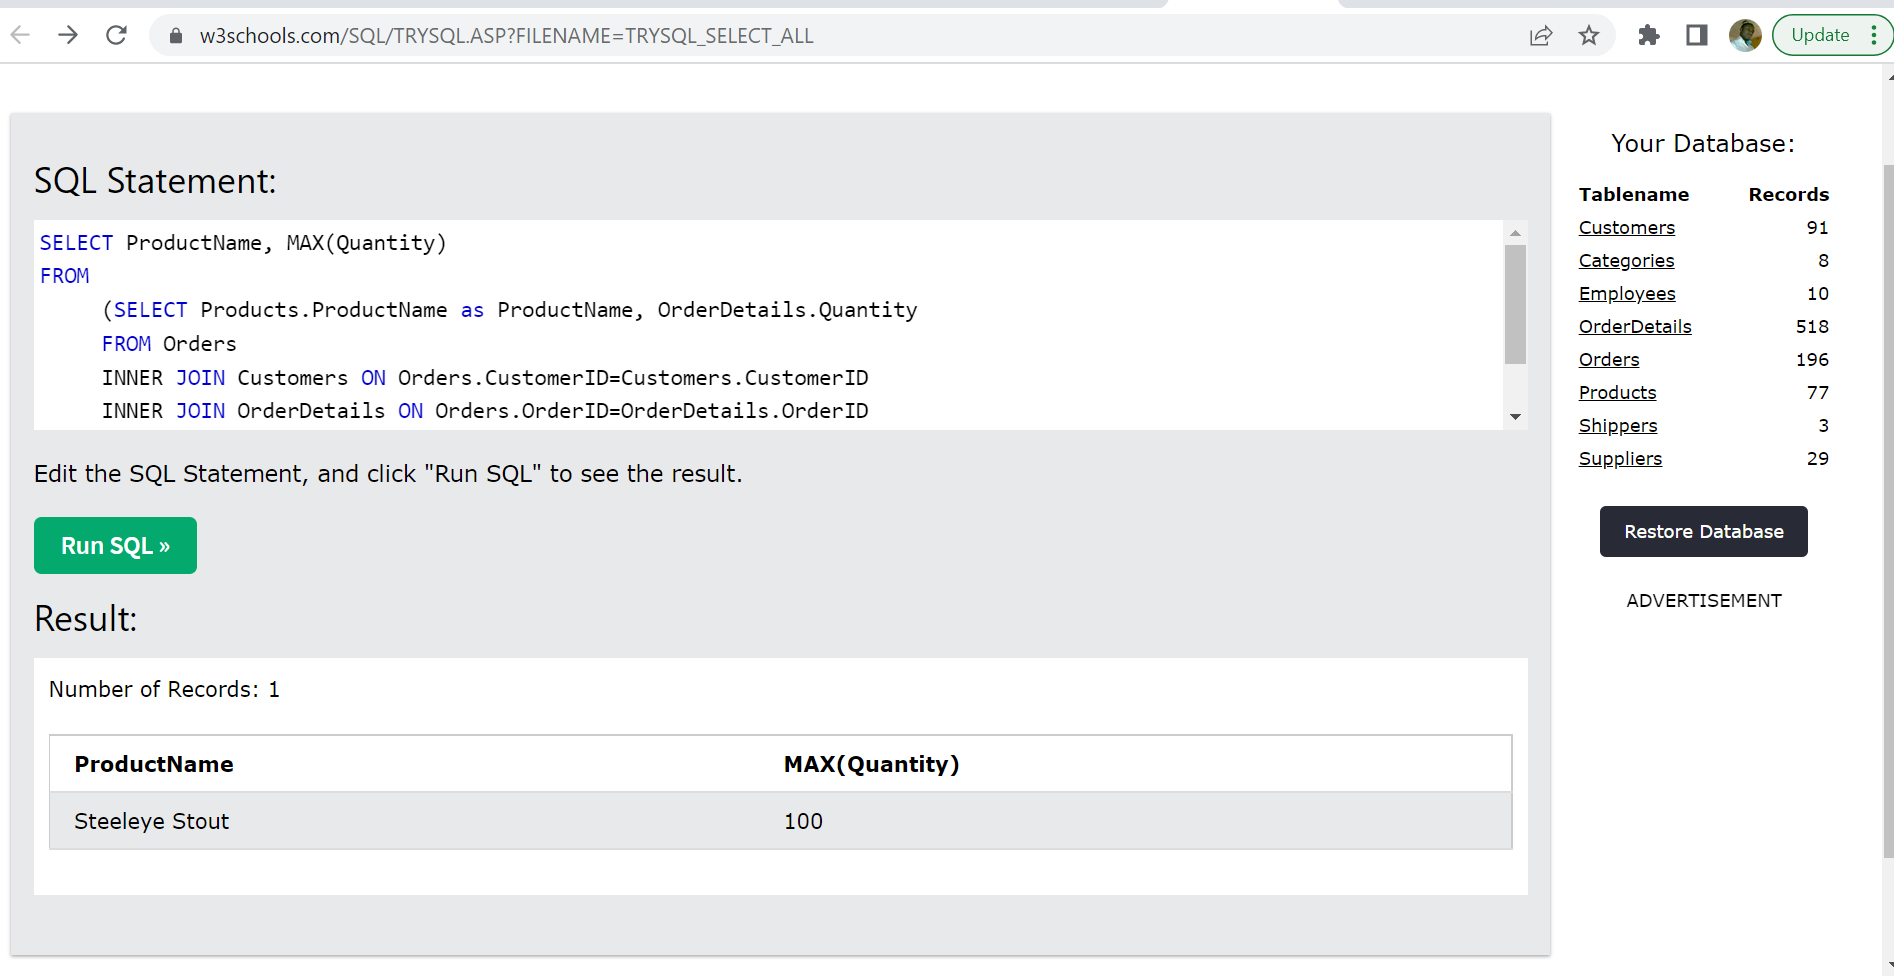 w3schools.com/SQL/TRYSQL.ASP?FILENAME=TRYSQL_SELECT_ALL
Update
SQL Statement:
SELECT ProductName, MAX(Quantity)
FROM
(SELECT Products.ProductName as ProductName, OrderDetails.Quantity
FROM Orders
INNER JOIN Customers ON Orders.CustomerID=Customers.CustomerID
INNER JOIN OrderDetails ON Orders.OrderID=OrderDetails.OrderID
Edit the SQL Statement, and click "Run SQL" to see the result.
Run SQL »
Result:
Number of Records: 1
ProductName MAX(Quantity)
Steeleye Stout 100
Your Database:
Tablename Records
Customers 91
Categories 8
Employees 10
OrderDetails 518
Orders 196
Products 77
Shippers 3
Suppliers 29
Restore Database
ADVERTISEMENT